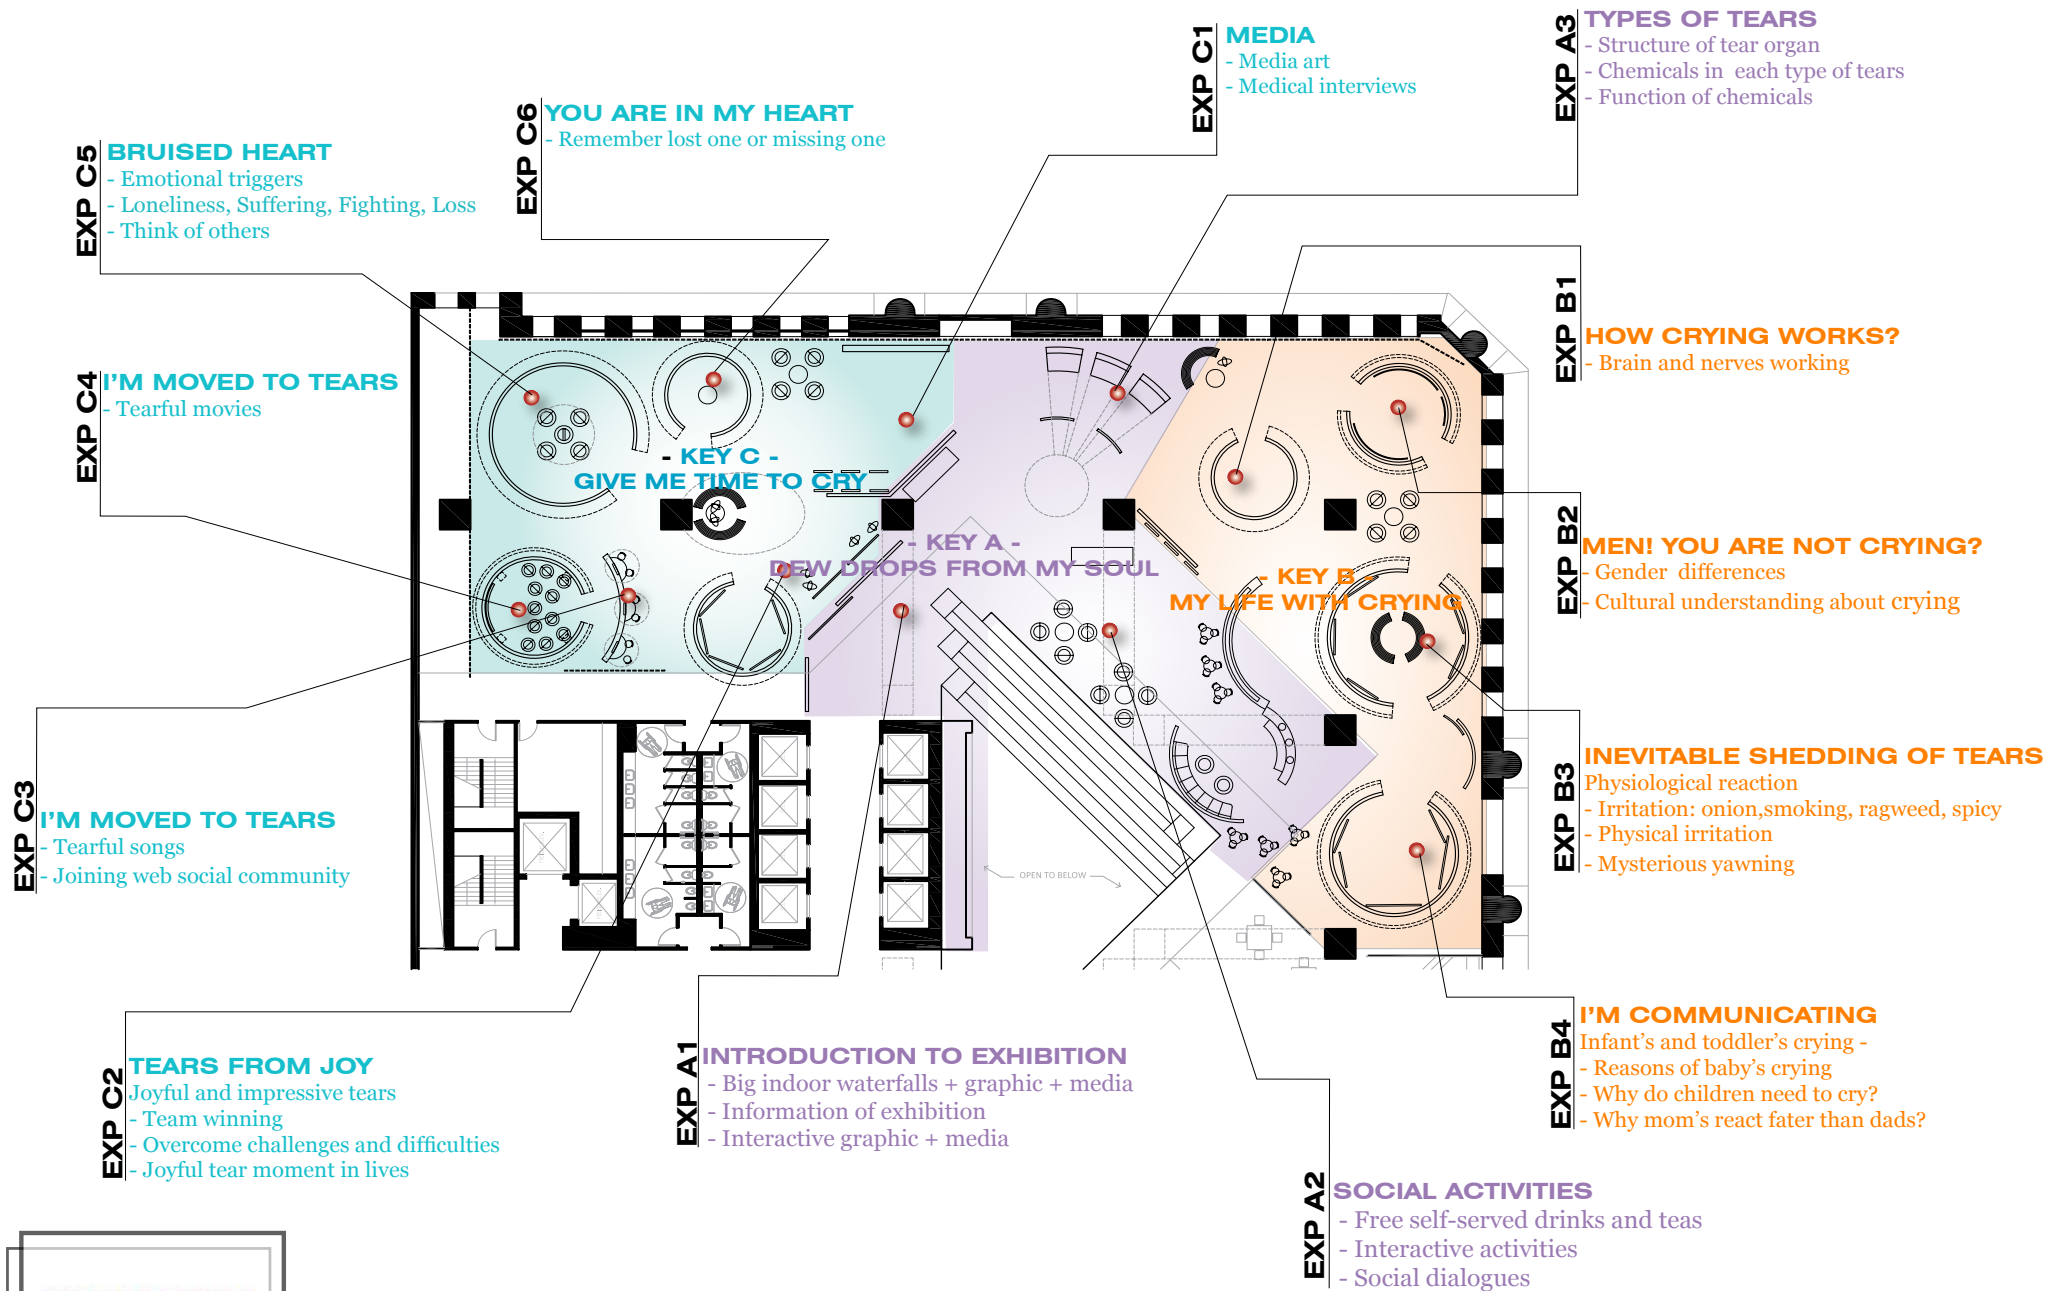 EXP C1
MEDIA
- Media art
- Medical interviews
EXP A3
TYPES OF TEARS
- Structure of tear organ
- Chemicals in each type of tears
- Function of chemicals
EXP C6
YOU ARE IN MY HEART
- Remember lost one or missing one
EXP C5
BRUISED HEART
- Emotional triggers
- Loneliness, Suffering, Fighting, Loss
- Think of others
EXP B1
HOW CRYING WORKS?
- Brain and nerves working
EXP C4
I'M MOVED TO TEARS
- Tearful movies
- KEY C -
GIVE ME TIME TO CRY
- KEY A -
DEW DROPS FROM MY SOUL
- KEY B -
MY LIFE WITH CRYING
EXP B2
MEN! YOU ARE NOT CRYING?
- Gender differences
- Cultural understanding about crying
EXP B3
INEVITABLE SHEDDING OF TEARS
Physiological reaction
- Irritation: onion,smoking, ragweed, spicy
- Physical irritation
- Mysterious yawning
EXP C3
I'M MOVED TO TEARS
- Tearful songs
- Joining web social community
OPEN TO BELOW
EXP B4
I'M COMMUNICATING
Infant's and toddler's crying -
- Reasons of baby's crying
- Why do children need to cry?
- Why mom's react fater than dads?
EXP C2
TEARS FROM JOY
Joyful and impressive tears
- Team winning
- Overcome challenges and difficulties
- Joyful tear moment in lives
EXP A1
INTRODUCTION TO EXHIBITION
- Big indoor waterfalls + graphic + media
- Information of exhibition
- Interactive graphic + media
EXP A2
SOCIAL ACTIVITIES
- Free self-served drinks and teas
- Interactive activities
- Social dialogues